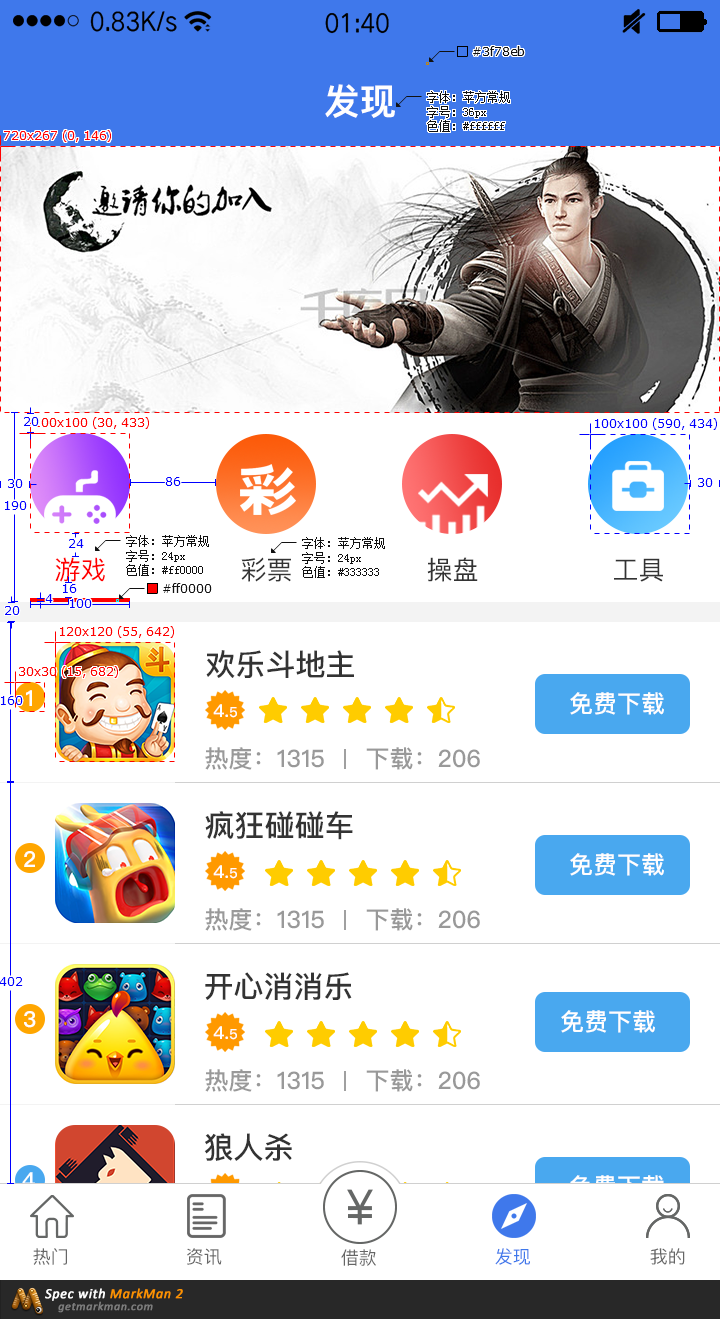 0.83K/s
01:40
#3f78eb
发现
字体：苹方常规
字号：36px
色值：#ffffff
720x267 (0, 146)
邀请你的加入
20
100x100 (30, 433)
100x100 (590, 434)
30
86
彩
30
190
24
字体：苹方常规
字号：24px
色值：#ff0000
字体：苹方常规
字号：24px
色值：#333333
游戏
彩票
操盘
工具
16
#ff0000
4
100
20
120x120 (55, 642)
斗
30x30 (15, 682)
160
1
欢乐斗地主
4.5
免费下载
热度：1315 | 下载：206
疯狂碰碰车
2
4.5
免费下载
热度：1315 | 下载：206
402
开心消消乐
3
4.5
免费下载
热度：1315 | 下载：206
狼人杀
4
免费下载
¥
热门
资讯
借款
发现
我的
Spec with MarkMan 2
getmarkman.com